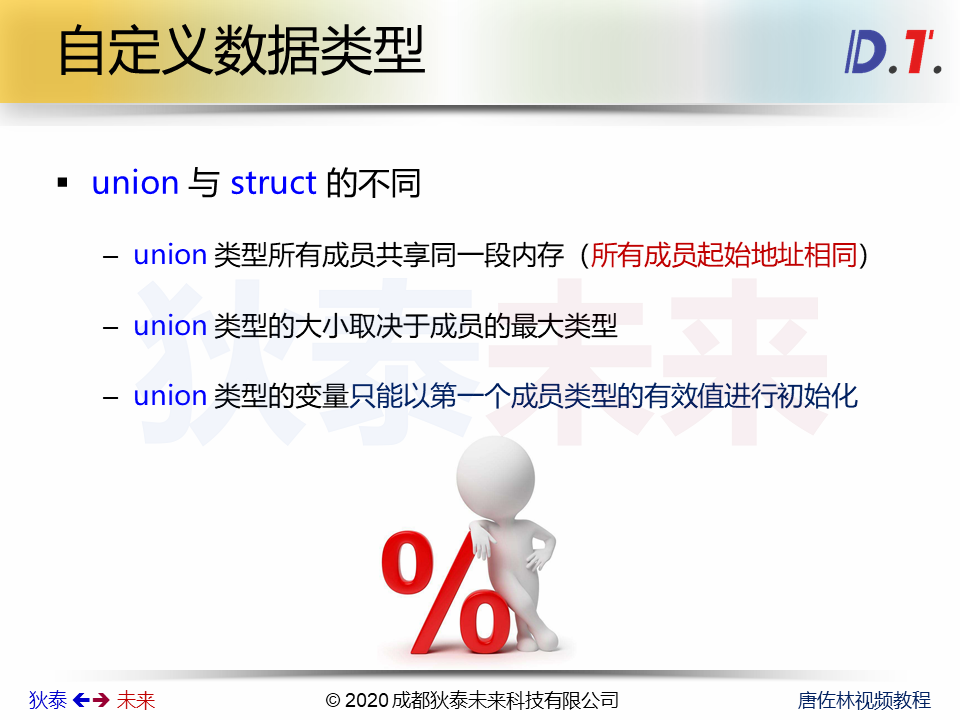 自定义数据类型
D.T.
▪ union 与 struct 的不同
– union 类型所有成员共享同一段内存（所有成员起始地址相同）
– union 类型的大小取决于成员的最大类型
– union 类型的变量只能以第一个成员类型的有效值进行初始化
狄泰未来
%
狄泰 🡸🡺 未来
© 2020 成都狄泰未来科技有限公司
唐佐林视频教程